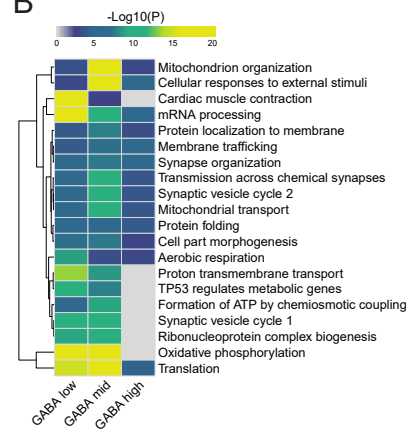 B
-Log10(P)
0 5 10 15 20
Mitochondrion organization
Cellular responses to external stimuli
Cardiac muscle contraction
mRNA processing
Protein localization to membrane
Membrane trafficking
Synapse organization
Transmission across chemical synapses
Synaptic vesicle cycle 2
Mitochondrial transport
Protein folding
Cell part morphogenesis
Aerobic respiration
Proton transmembrane transport
TP53 regulates metabolic genes
Formation of ATP by chemiosmotic coupling
Synaptic vesicle cycle 1
Ribonucleoprotein complex biogenesis
Oxidative phosphorylation
Translation
GABA low GABA mid GABA high